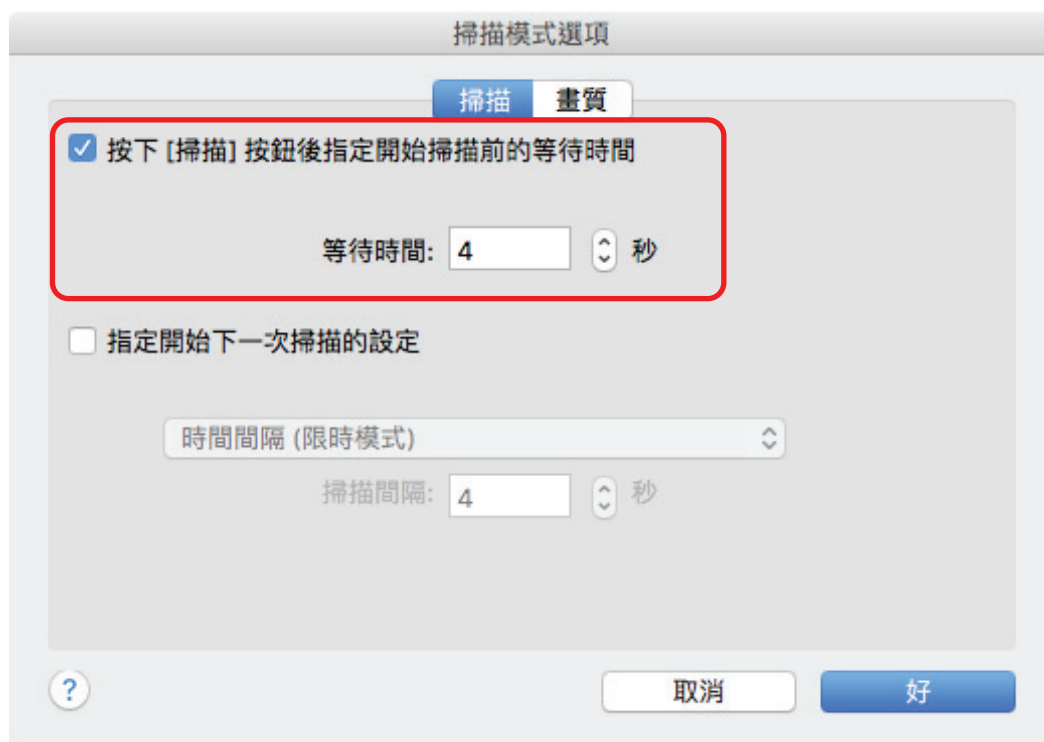 掃描模式選項
掃描 畫質
按下 [掃描] 按鈕後指定開始掃描前的等待時間
等待時間: 4 秒
指定開始下一次掃描的設定
時間間隔 (限時模式)
掃描間隔: 4 秒
? 取消 好